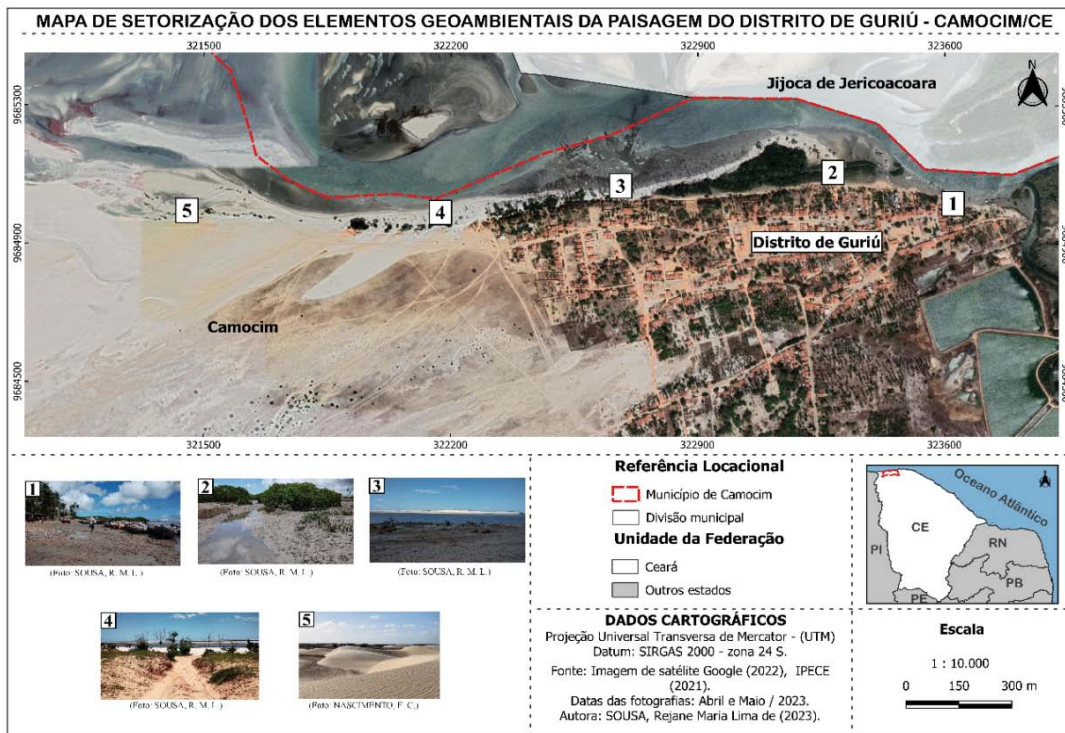 MAPA DE SETORIZAÇÃO DOS ELEMENTOS GEOAMBIENTAIS DA PAISAGEM DO DISTRITO DE GURIÚ - CAMOCIM/CE
321500
322200
322900
323600
9685300
9684900
9684500
N
Jijoca de Jericoacoara
5
4
3
2
1
Distrito de Guriú
Camocim
321500
322200
322900
323600
1
(Foto: SOUSA, R. M. L.)
2
(Foto: SOUSA, R. M. L.)
3
(Foto: SOUSA, R. M. L.)
4
(Foto: SOUSA, R. M. L.)
5
(Foto: NASCIMENTO, F. C.)
Referência Locacional
Município de Camocim
Divisão municipal
Unidade da Federação
Ceará
Outros estados
DADOS CARTOGRÁFICOS
Projeção Universal Transversa de Mercator - (UTM)
Datum: SIRGAS 2000 - zona 24 S.
Fonte: Imagem de satélite Google (2022), IPECE
(2021).
Datas das fotografias: Abril e Maio / 2023.
Autora: SOUSA, Rejane Maria Lima de (2023).
Oceano Atlântico
CE
PI
RN
PB
PE
Escala
1 : 10.000
0 150 300 m